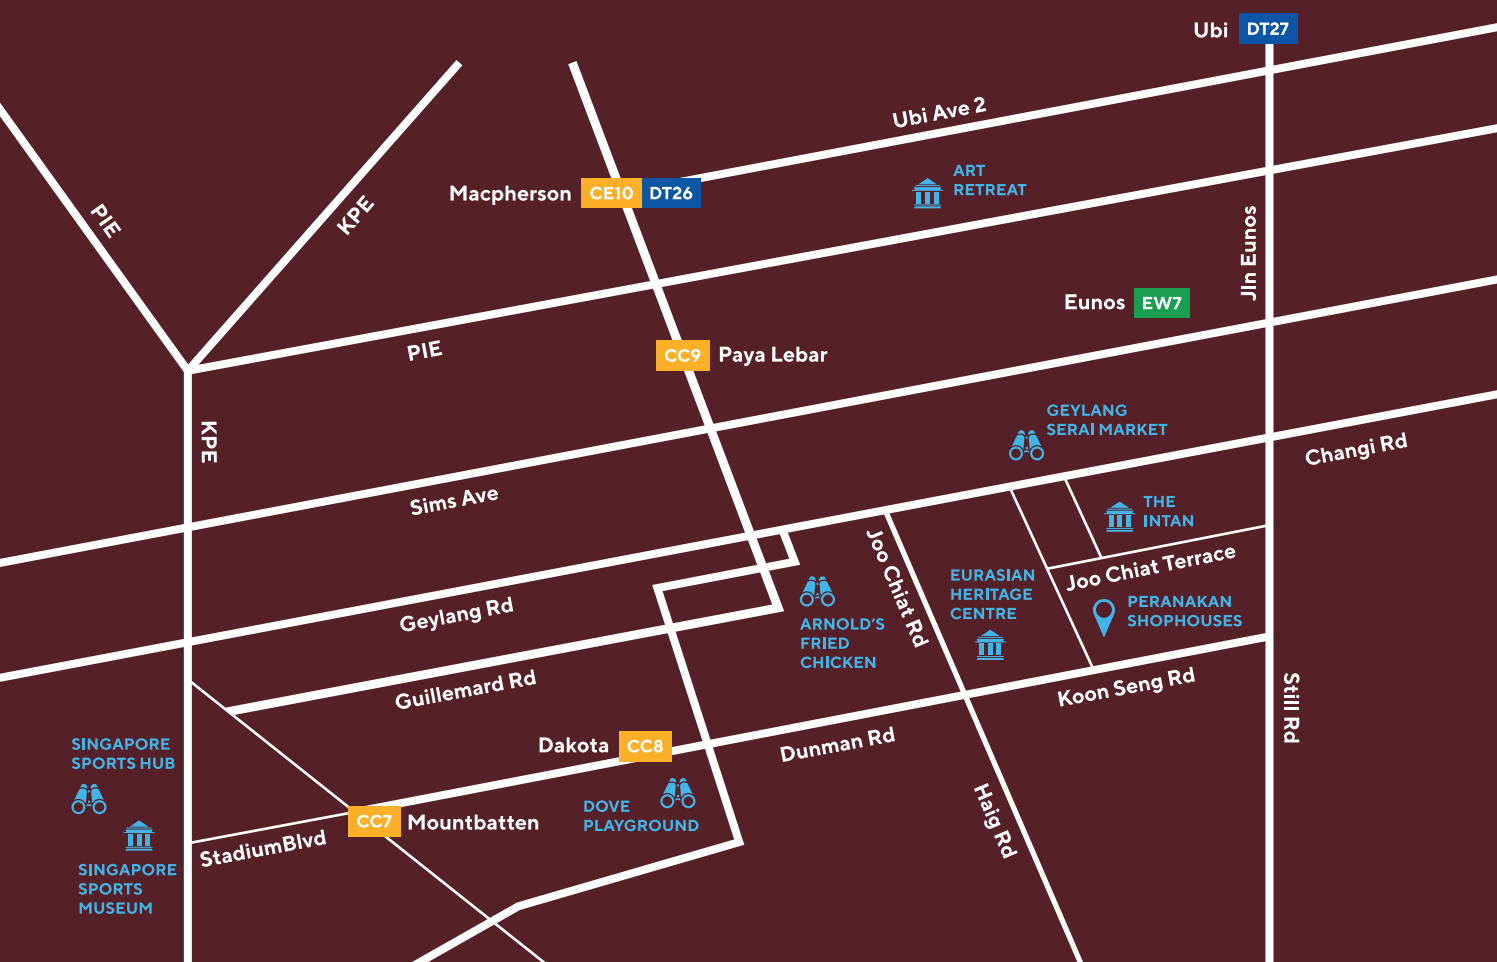 Ubi DT27
Ubi Ave 2
ART
RETREAT
Macpherson CE10 DT26
PIE
KPE
Jln Eunos
Eunos EW7
PIE
CC9 Paya Lebar
KPE
GEYLANG
SERAI MARKET
Changi Rd
Sims Ave
THE
INTAN
Joo Chiat Rd
Joo Chiat Terrace
EURASIAN
HERITAGE
CENTRE
PERANAKAN
SHOPHOUSES
Geylang Rd
ARNOLD'S
FRIED
CHICKEN
Guillemard Rd
Koon Seng Rd
Still Rd
Dakota CC8
Dunman Rd
SINGAPORE
SPORTS HUB
DOVE
PLAYGROUND
CC7 Mountbatten
StadiumBlvd
Haig Rd
SINGAPORE
SPORTS
MUSEUM